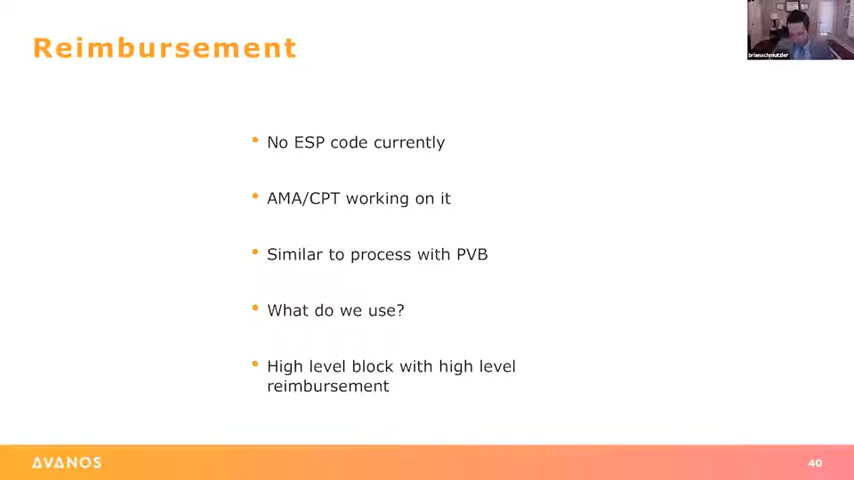 Reimbursement
brianschmutzler
• No ESP code currently
• AMA/CPT working on it
• Similar to process with PVB
• What do we use?
• High level block with high level
reimbursement
AVANOS
40